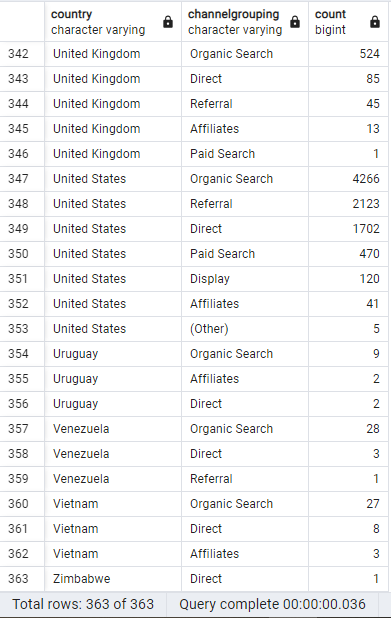 country channelgrouping count
character varying character varying bigint
342 United Kingdom Organic Search 524
343 United Kingdom Direct 85
344 United Kingdom Referral 45
345 United Kingdom Affiliates 13
346 United Kingdom Paid Search 1
347 United States Organic Search 4266
348 United States Referral 2123
349 United States Direct 1702
350 United States Paid Search 470
351 United States Display 120
352 United States Affiliates 41
353 United States (Other) 5
354 Uruguay Organic Search 9
355 Uruguay Affiliates 2
356 Uruguay Direct 2
357 Venezuela Organic Search 28
358 Venezuela Direct 3
359 Venezuela Referral 1
360 Vietnam Organic Search 27
361 Vietnam Direct 8
362 Vietnam Affiliates 3
363 Zimbabwe Direct 1
Total rows: 363 of 363 Query complete 00:00:00.036